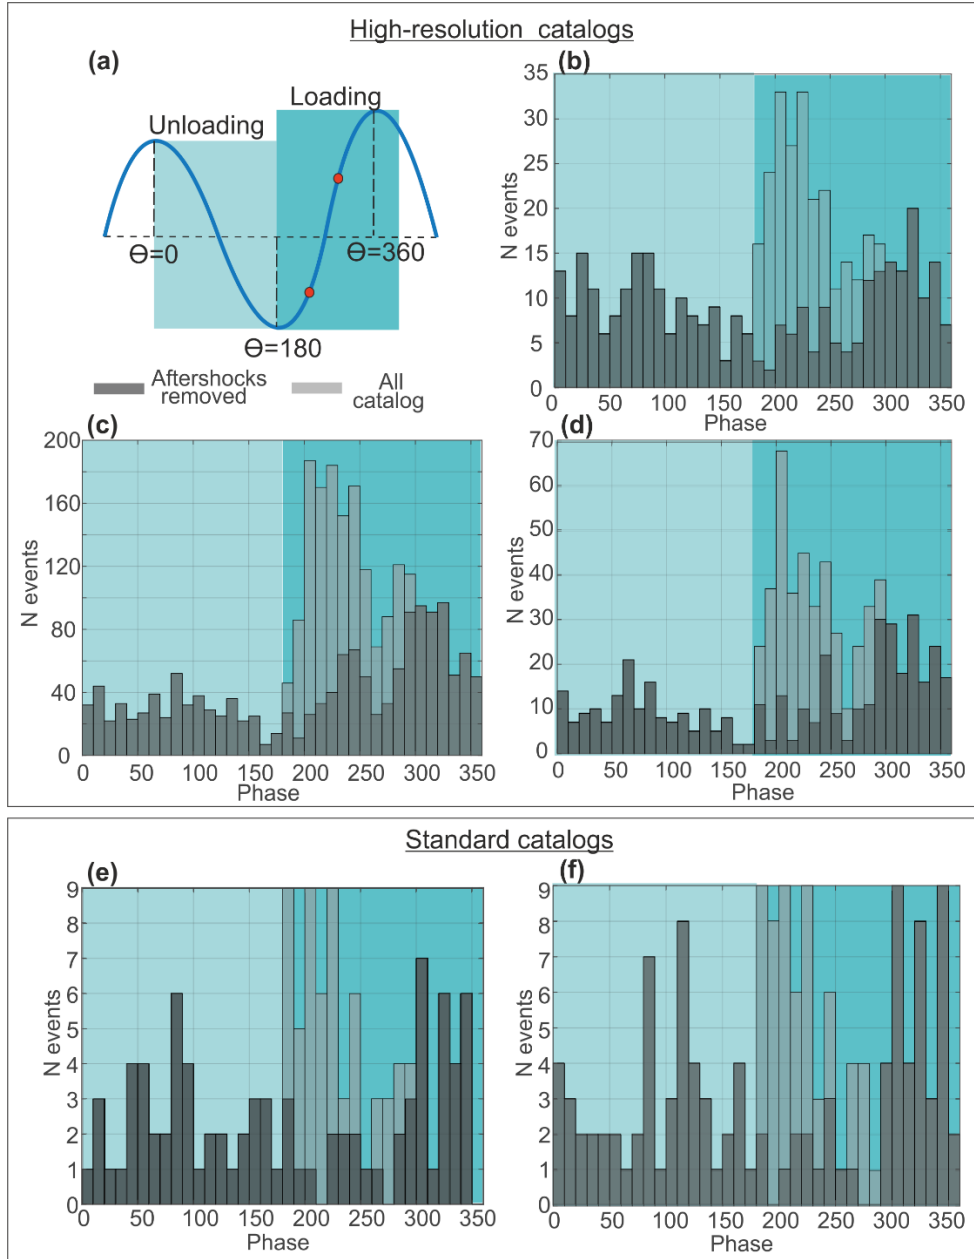 High-resolution catalogs
(a)
Unloading
Loading
Θ=0
Θ=180
Θ=360
Aftershocks
removed
All
catalog
(b)
N events
35
30
25
20
15
10
5
0
0 50 100 150 200 250 300 350
Phase
(c)
N events
200
160
120
80
40
0
0 50 100 150 200 250 300 350
Phase
(d)
N events
70
60
50
40
30
20
10
0
0 50 100 150 200 250 300 350
Phase
Standard catalogs
(e)
N events
9
8
7
6
5
4
3
2
1
0
0 50 100 150 200 250 300 350
Phase
(f)
N events
9
8
7
6
5
4
3
2
1
0
0 50 100 150 200 250 300 350
Phase